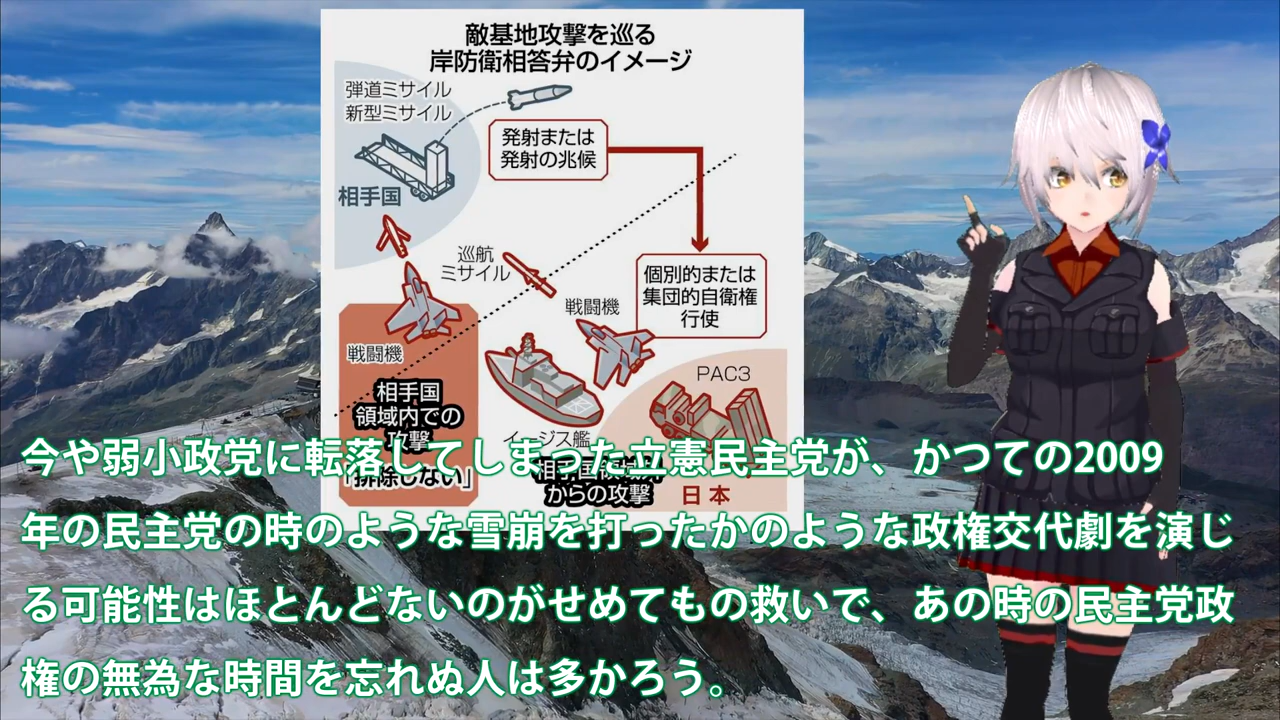 敵基地攻撃を巡る
岸防衛相答弁のイメージ
弾道ミサイル
新型ミサイル
発射または
発射の兆候
相手国
巡航
ミサイル
個別的または
集団的自衛権
行使
戦闘機
戦闘機
PAC3
相手国
領域内での
攻撃
「排除しない」
イージス艦
相手国領域外
からの攻撃
日本
今や弱小政党に転落してしまった立憲民主党が、かつての2009
年の民主党の時のような雪崩を打ったかのような政権交代劇を演じ
る可能性はほとんどないのがせめてもの救いで、あの時の民主党政
権の無為な時間を忘れぬ人は多かろう。